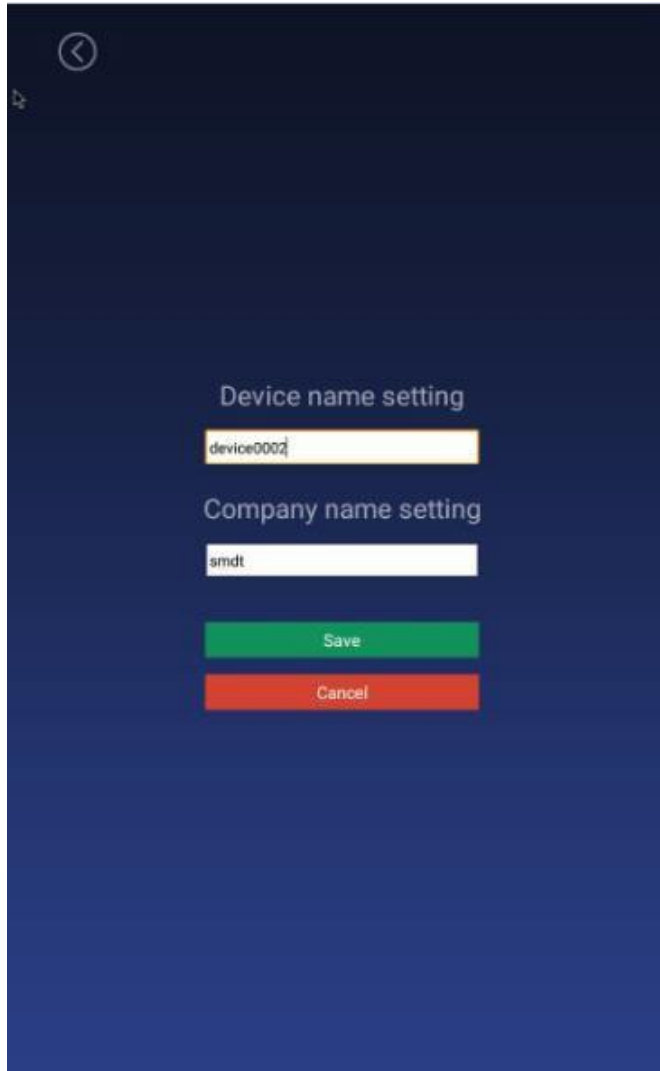 Device name setting
device0002
Company name setting
smdt
Save
Cancel